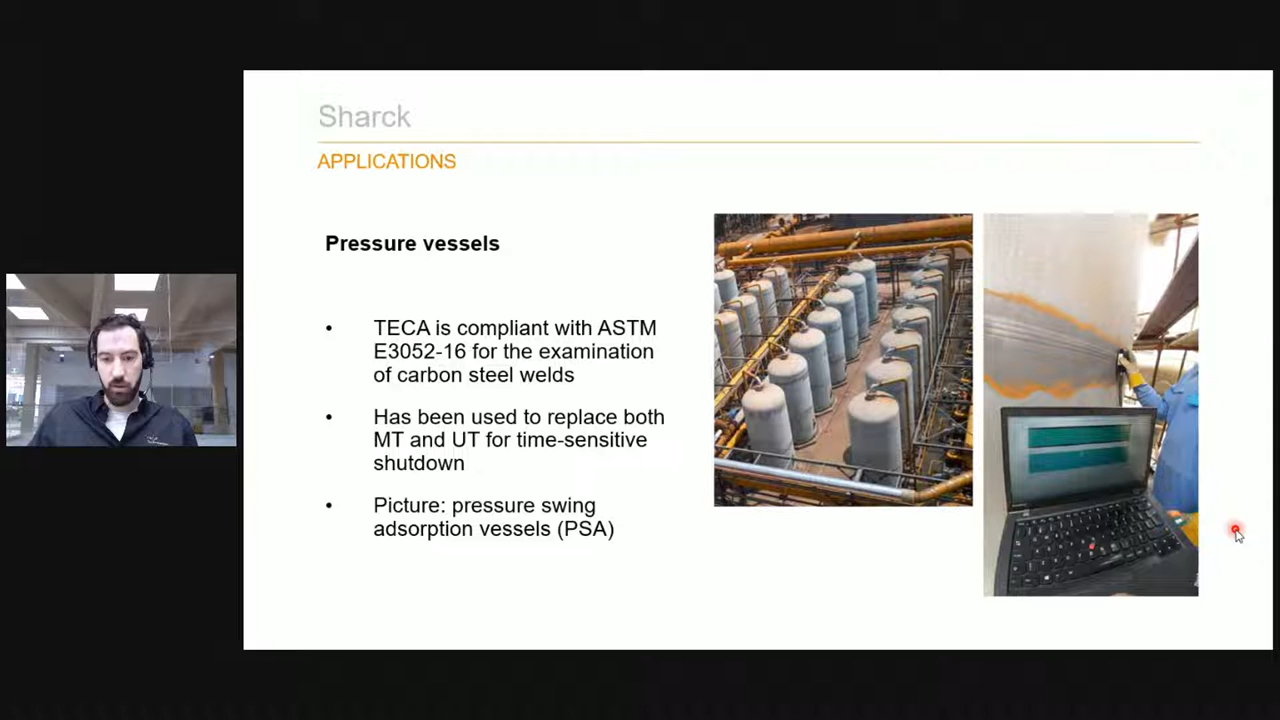 Sharck
APPLICATIONS
Pressure vessels
• TECA is compliant with ASTM
E3052-16 for the examination
of carbon steel welds
• Has been used to replace both
MT and UT for time-sensitive
shutdown
• Picture: pressure swing
adsorption vessels (PSA)